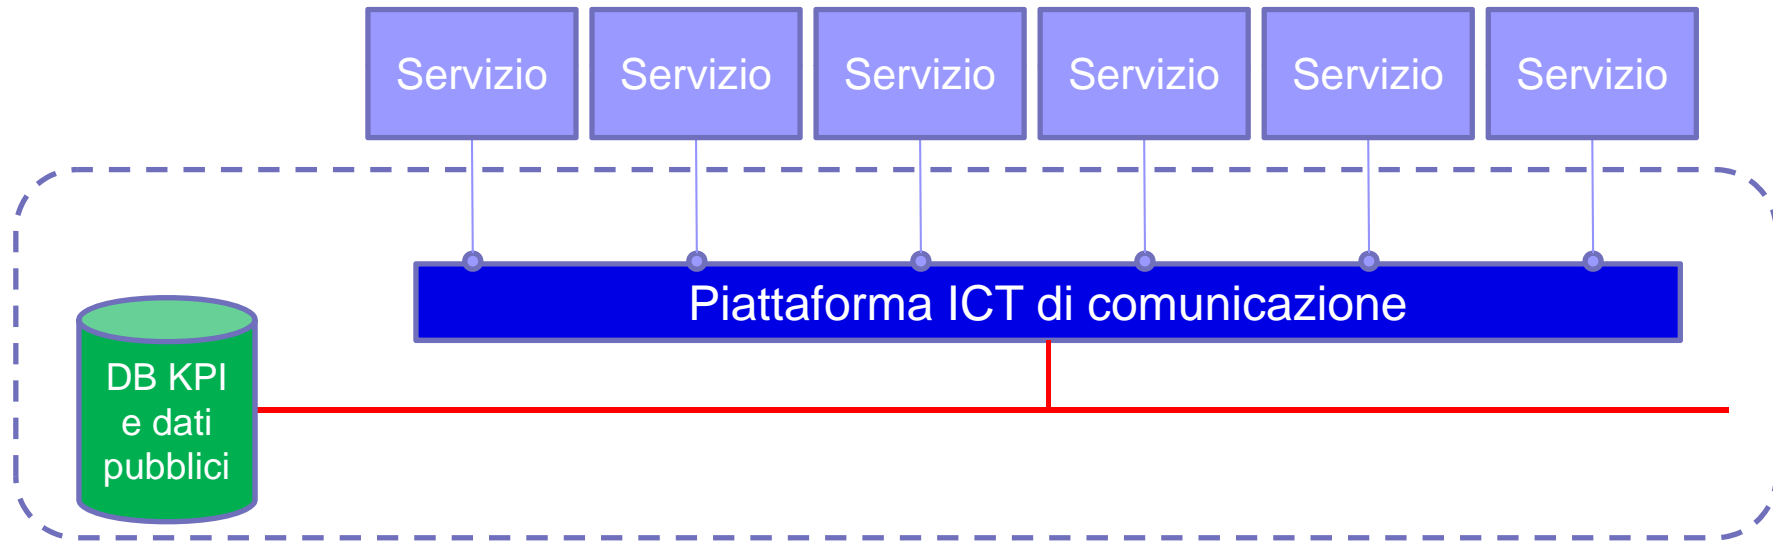 Servizio
Servizio
Servizio
Servizio
Servizio
Servizio
Piattaforma ICT di comunicazione
DB KPI
e dati
pubblici